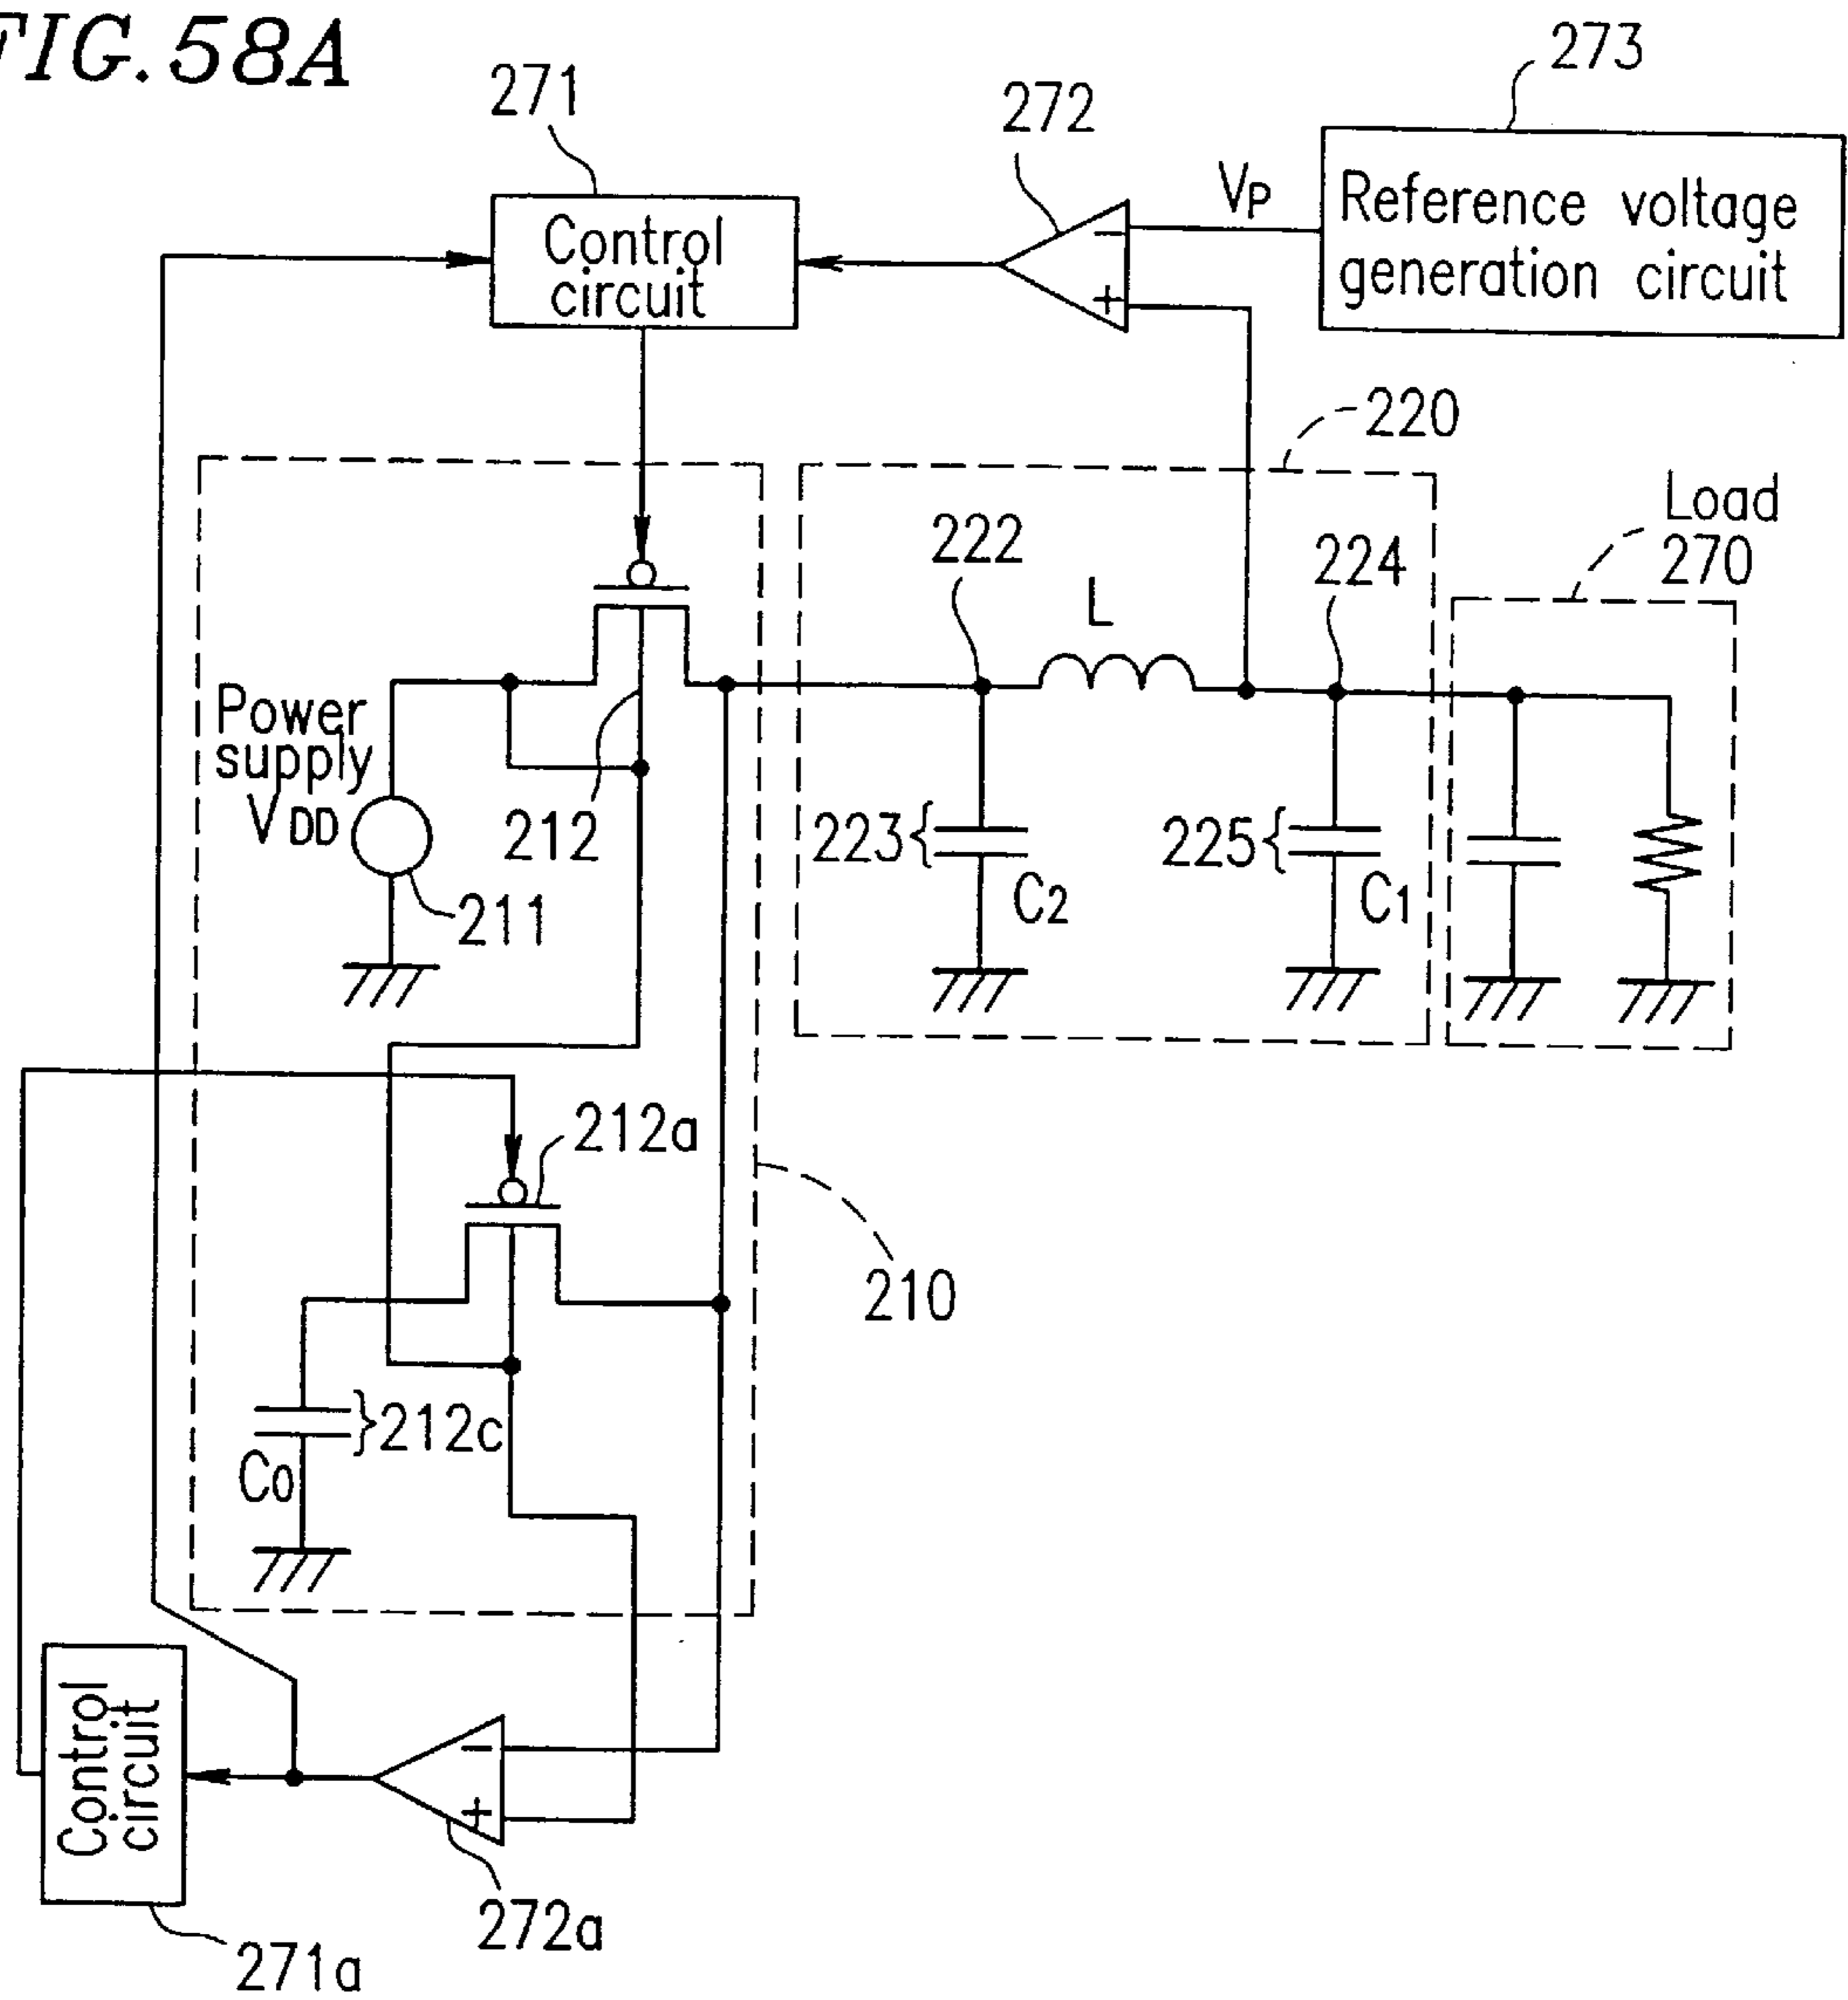 FIG. 58A
271
272
273
Control
circuit
−
+
VP
Reference voltage
generation circuit
220
222
L
224
Load
270
Power
supply
VDD
212
211
223{
C2
225{
C1
212a
210
}212c
C0
Control
circuit
−
+
272a
271a